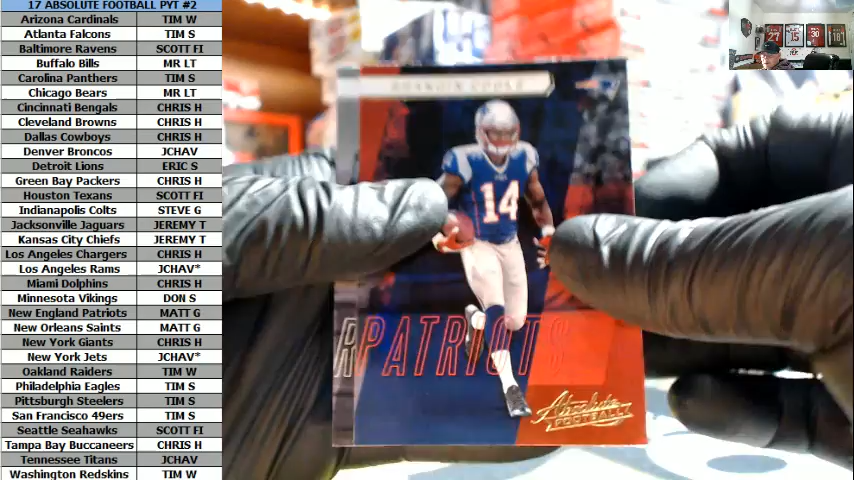 17 ABSOLUTE FOOTBALL PYT #2
Arizona Cardinals TIM W
Atlanta Falcons TIM S
Baltimore Ravens SCOTT FI
Buffalo Bills MR LT
Carolina Panthers TIM S
Chicago Bears MR LT
Cincinnati Bengals CHRIS H
Cleveland Browns CHRIS H
Dallas Cowboys CHRIS H
Denver Broncos JCHAV
Detroit Lions ERIC S
Green Bay Packers CHRIS H
Houston Texans SCOTT FI
Indianapolis Colts STEVE G
Jacksonville Jaguars JEREMY T
Kansas City Chiefs JEREMY T
Los Angeles Chargers CHRIS H
Los Angeles Rams JCHAV*
Miami Dolphins CHRIS H
Minnesota Vikings DON S
New England Patriots MATT G
New Orleans Saints MATT G
New York Giants CHRIS H
New York Jets JCHAV*
Oakland Raiders TIM W
Philadelphia Eagles TIM S
Pittsburg Steelers TIM S
San Francisco 49ers TIM S
Seattle Seahawks SCOTT FI
Tampa Bay Buccaneers CHRIS H
Tennessee Titans JCHAV
Washington Redskins TIM W
BRANDIN COOKS
14
PATRIOTS
Absolute
FOOTBALL
27
15
30
18